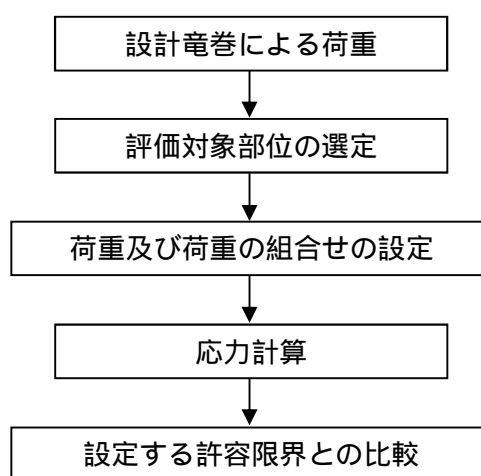 設計竜巻による荷重
評価対象部位の選定
荷重及び荷重の組合せの設定
応力計算
設定する許容限界との比較